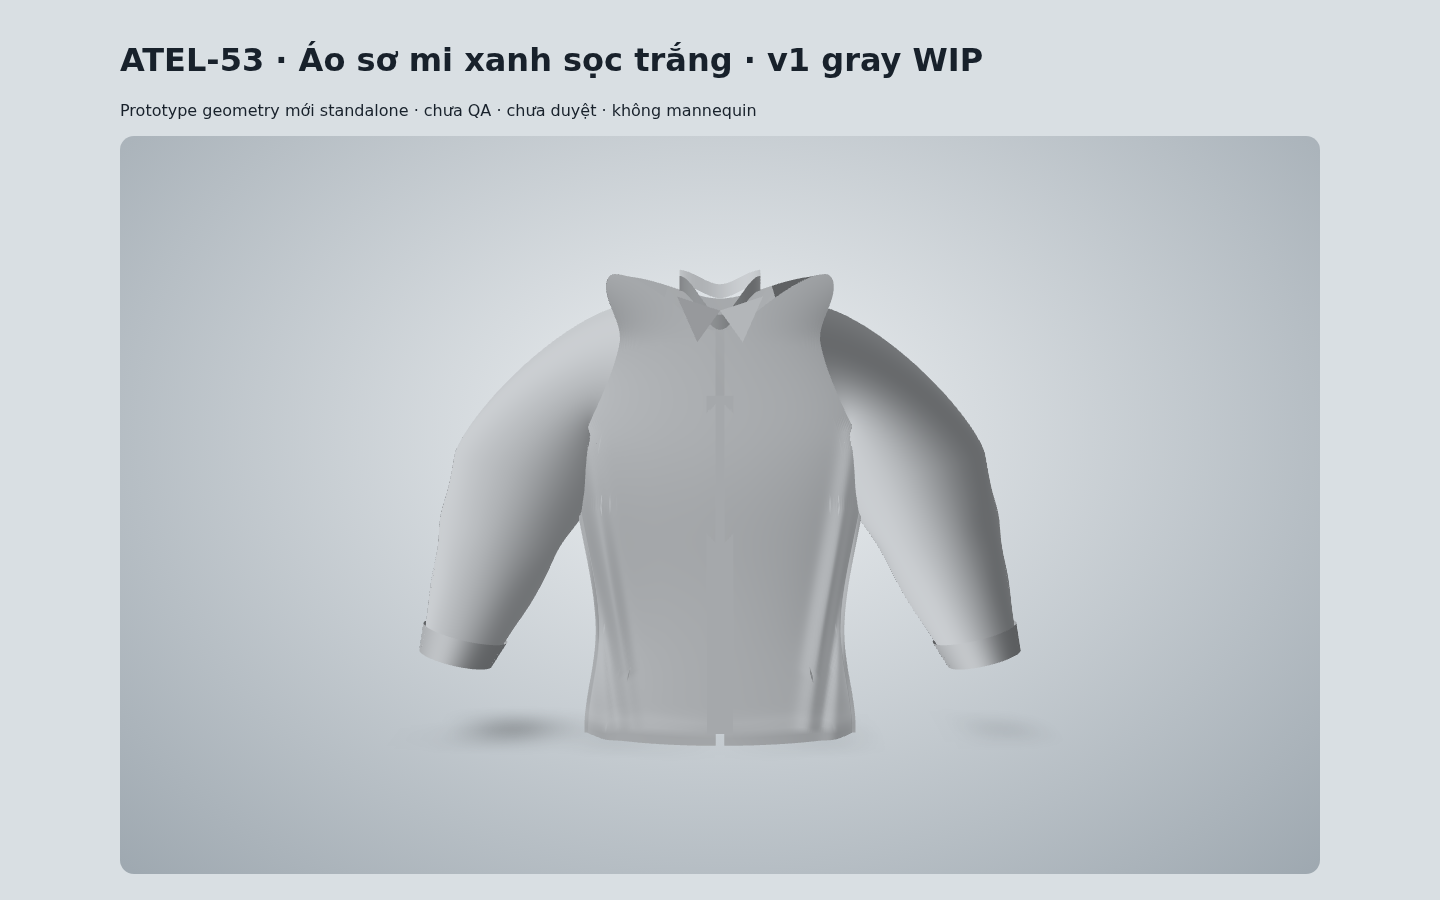 ATEL-53 · Áo sơ mi xanh sọc trắng · v1 gray WIP
Prototype geometry mới standalone · chưa QA · chưa duyệt · không mannequin